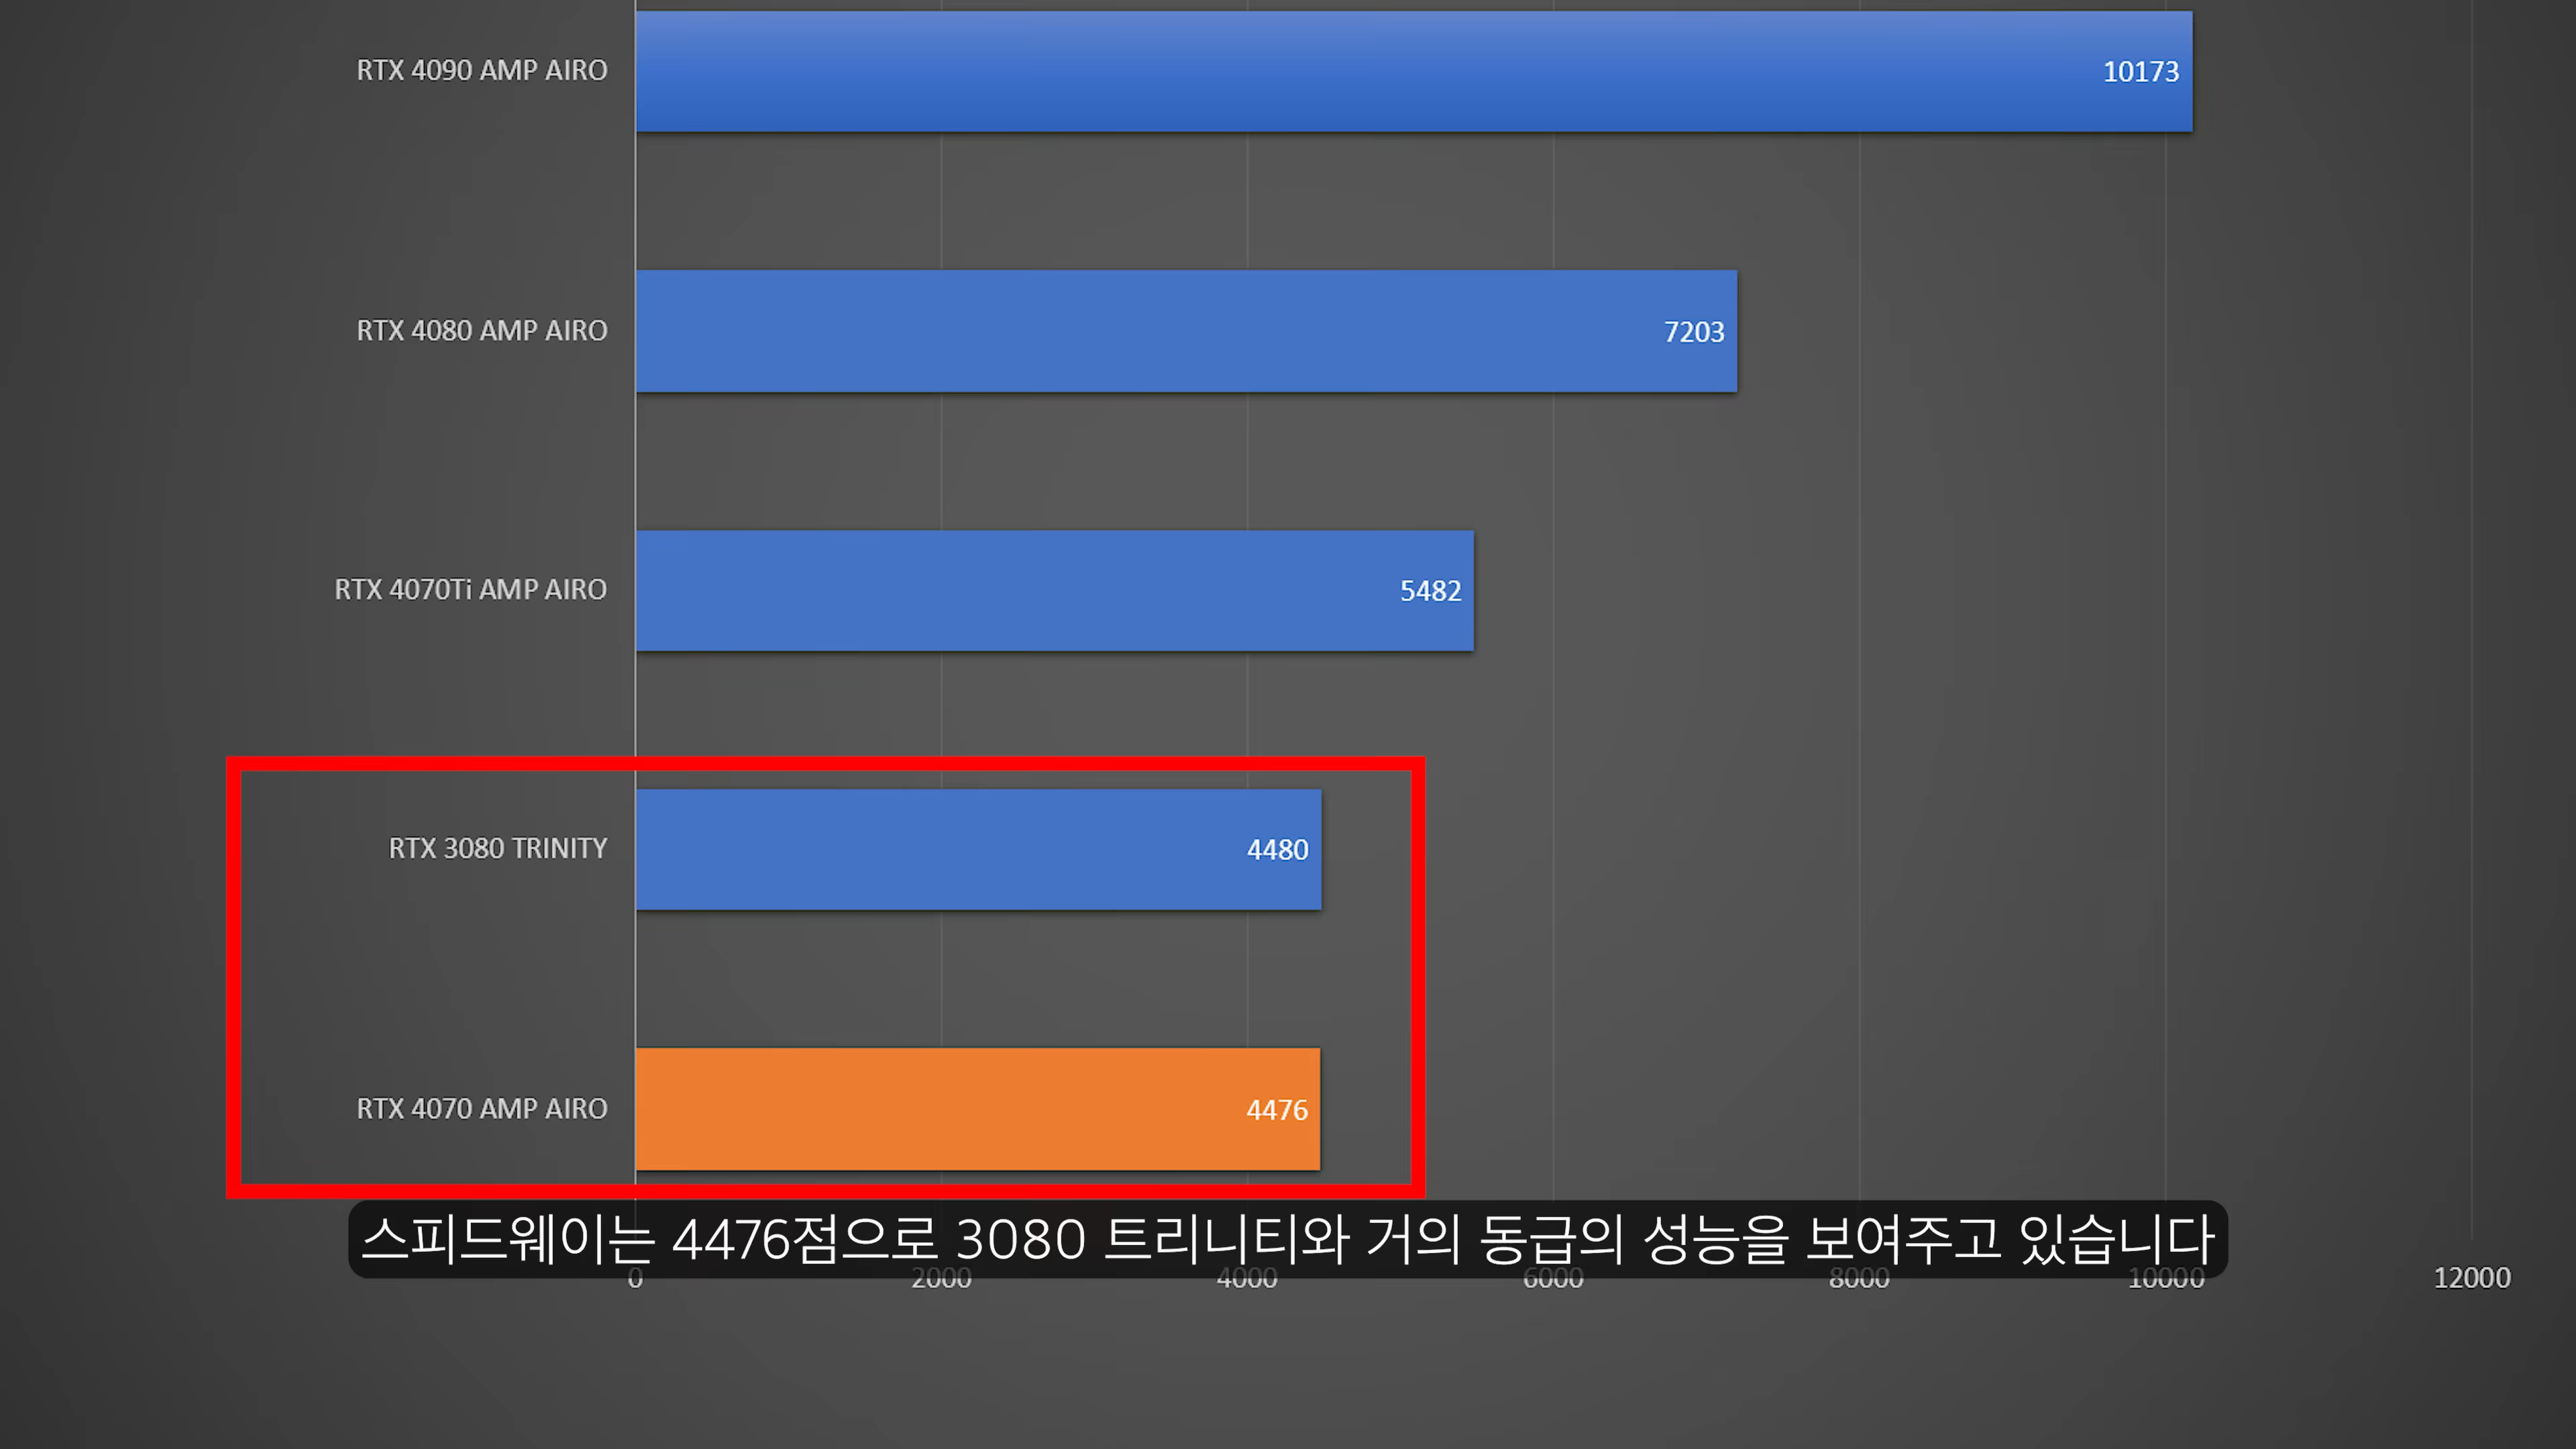 RTX 4090 AMP AIRO
10173
RTX 4080 AMP AIRO
7203
RTX 4070Ti AMP AIRO
5482
RTX 3080 TRINITY
4480
RTX 4070 AMP AIRO
4476
스피드웨이는 4476점으로 3080 트리니티와 거의 동급의 성능을 보여주고 있습니다
0 2000 4000 6000 8000 10000 12000